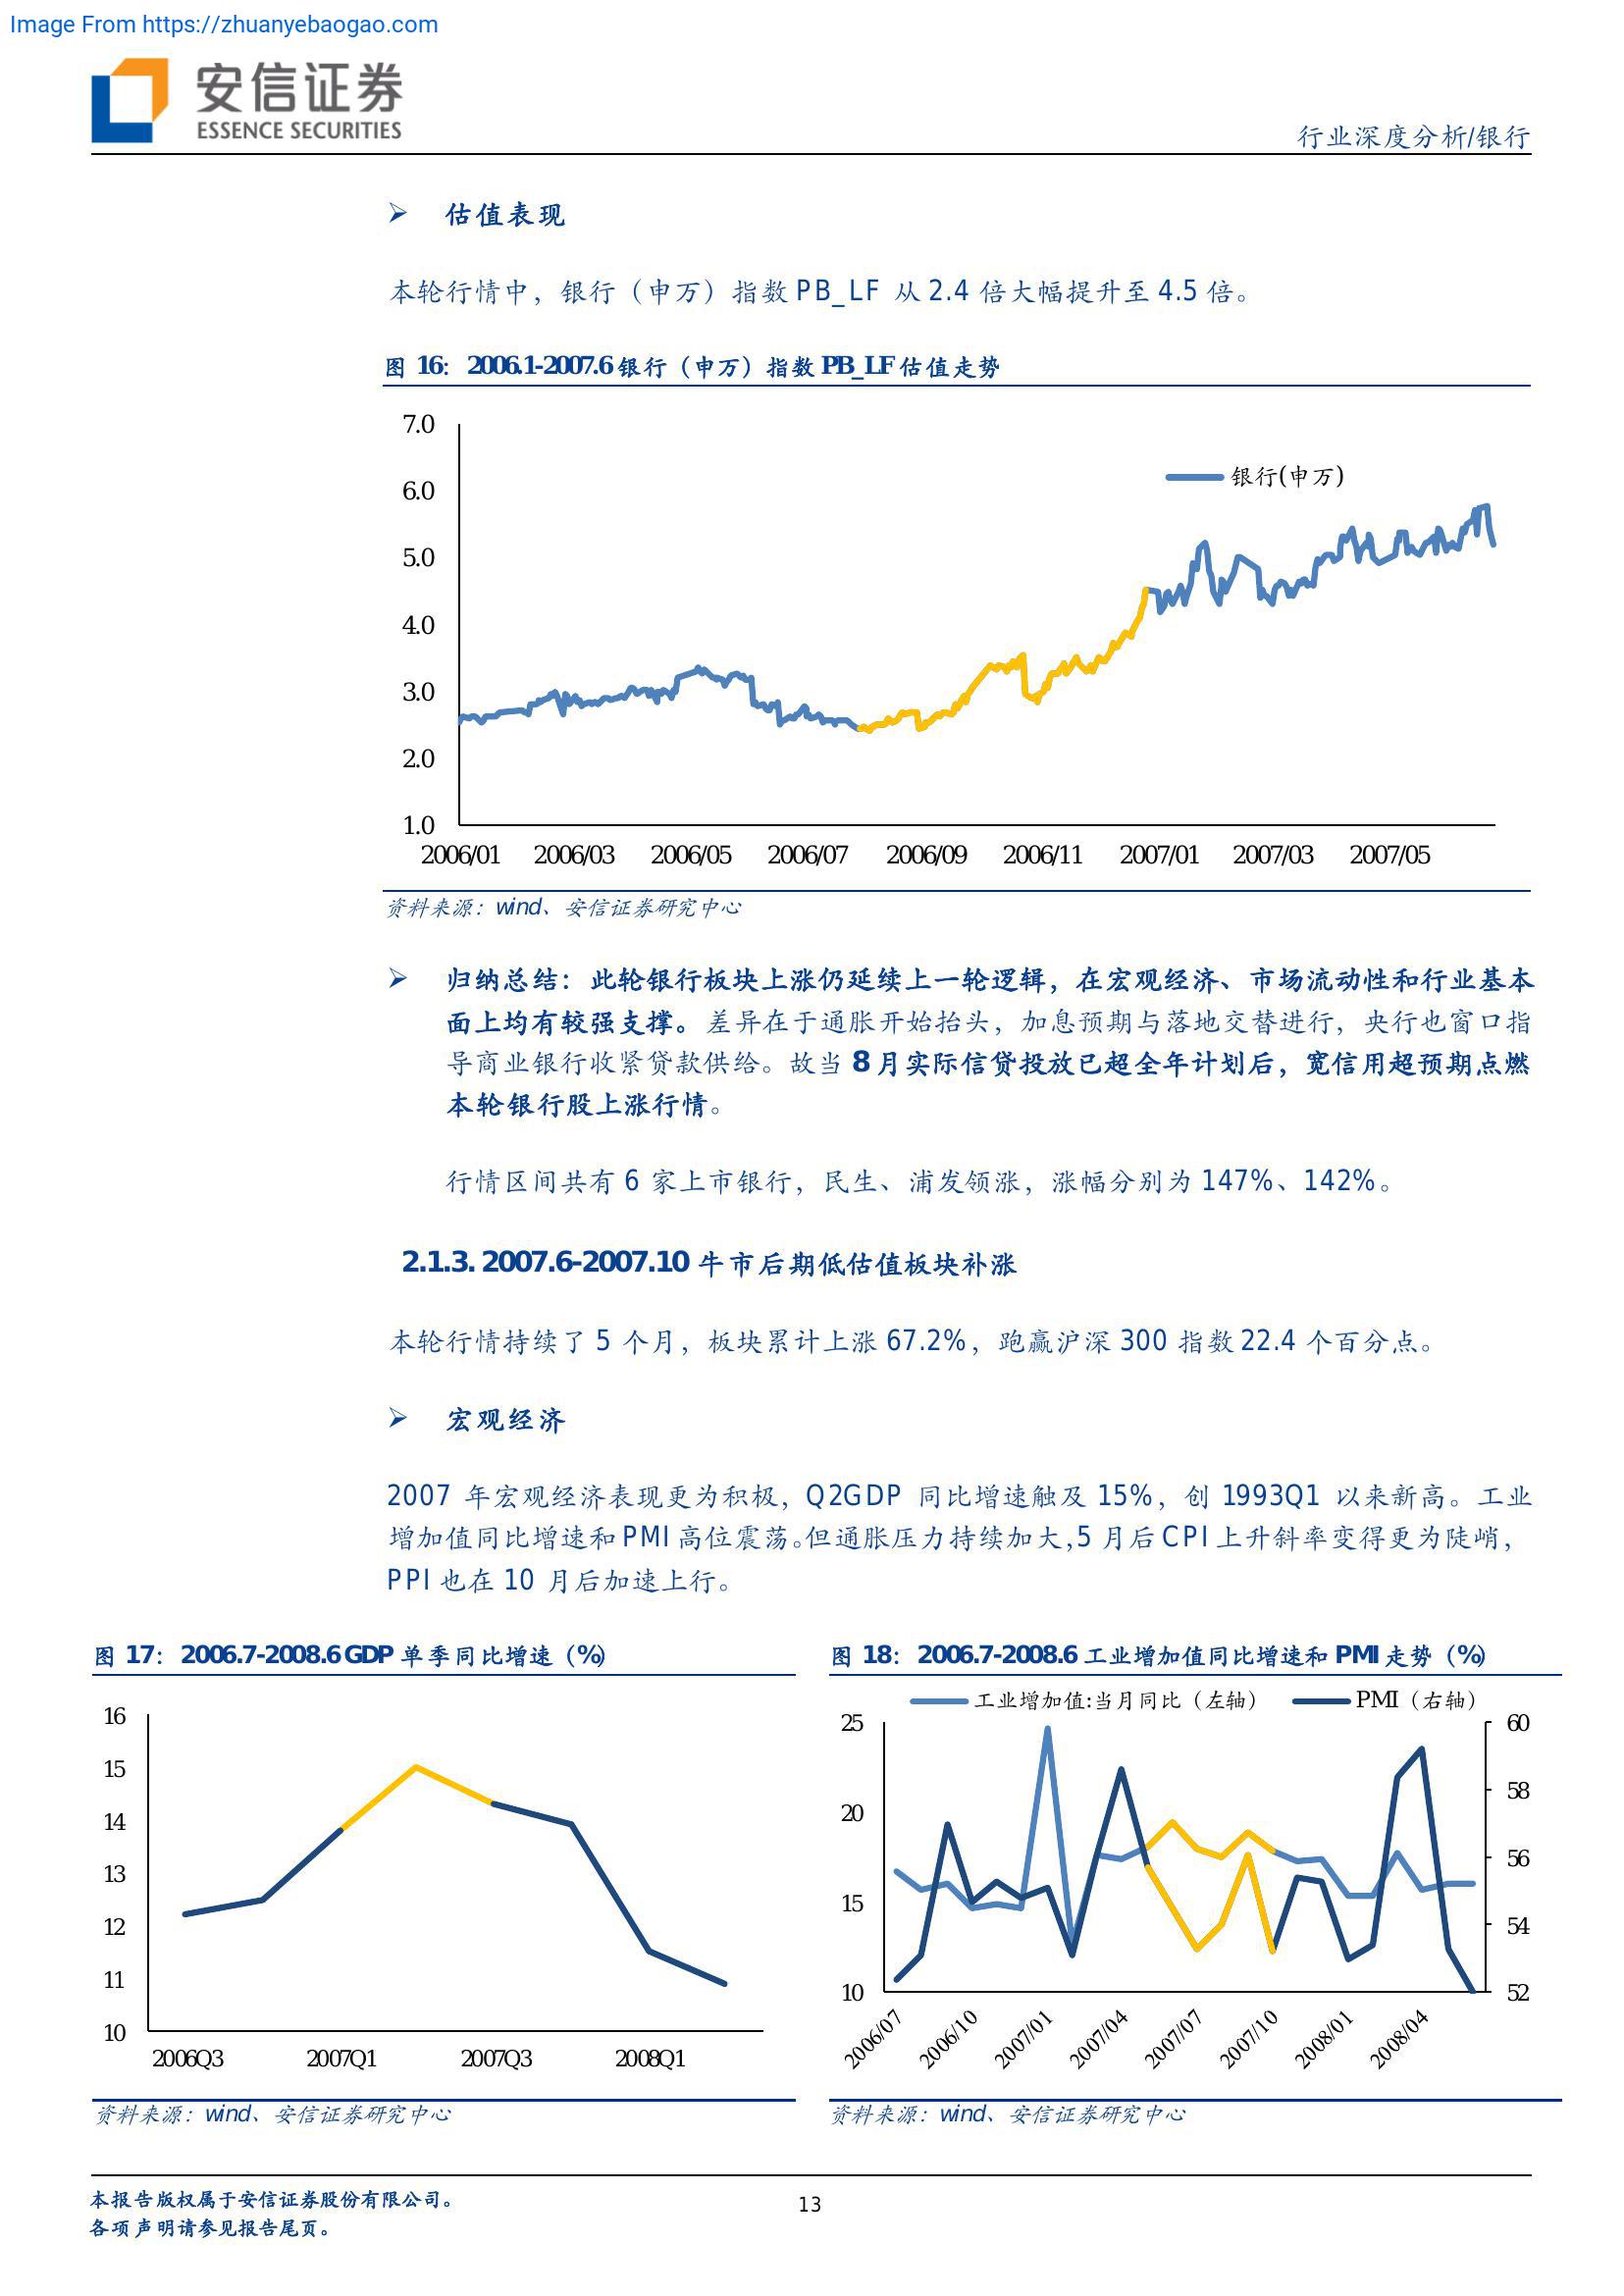 Image From https://zhuanyebaogao.com
安信证券
ESSENCE SECURITIES
行业深度分析/银行
估值表现
本轮行情中，银行（申万）指数 PB_LF 从 2.4 倍大幅提升至 4.5 倍。
图 16： 2006.1-2007.6 银行（申万）指数 PB_LF 估值走势
7.0
6.0
5.0
4.0
3.0
2.0
1.0
银行(申万)
2006/01 2006/03 2006/05 2006/07 2006/09 2006/11 2007/01 2007/03 2007/05
资料来源：wind、安信证券研究中心
归纳总结：此轮银行板块上涨仍延续上一轮逻辑，在宏观经济、市场流动性和行业基本
面上均有较强支撑。差异在于通胀开始抬头，加息预期与落地交替进行，央行也窗口指
导商业银行收紧贷款供给。故当 8 月实际信贷投放已超全年计划后，宽信用超预期点燃
本轮银行股上涨行情。
行情区间共有 6 家上市银行，民生、浦发领涨，涨幅分别为 147%、142%。
2.1.3. 2007.6-2007.10 牛市后期低估值板块补涨
本轮行情持续了 5 个月，板块累计上涨 67.2%，跑赢沪深 300 指数 22.4 个百分点。
宏观经济
2007 年宏观经济表现更为积极，Q2GDP 同比增速触及 15%，创 1993Q1 以来新高。工业
增加值同比增速和 PMI 高位震荡。但通胀压力持续加大，5 月后 CPI 上升斜率变得更为陡峭，
PPI 也在 10 月后加速上行。
图 17： 2006.7-2008.6 GDP 单季同比增速（%）
16
15
14
13
12
11
10
2006Q3 2007Q1 2007Q3 2008Q1
资料来源：wind、安信证券研究中心
图 18： 2006.7-2008.6 工业增加值同比增速和 PMI 走势（%）
工业增加值:当月同比（左轴） PMI（右轴）
25
20
15
10
60
58
56
54
52
2006/07 2006/10 2007/01 2007/04 2007/07 2007/10 2008/01 2008/04
资料来源：wind、安信证券研究中心
本报告版权属于安信证券股份有限公司。
各项声明请参见报告尾页。
13